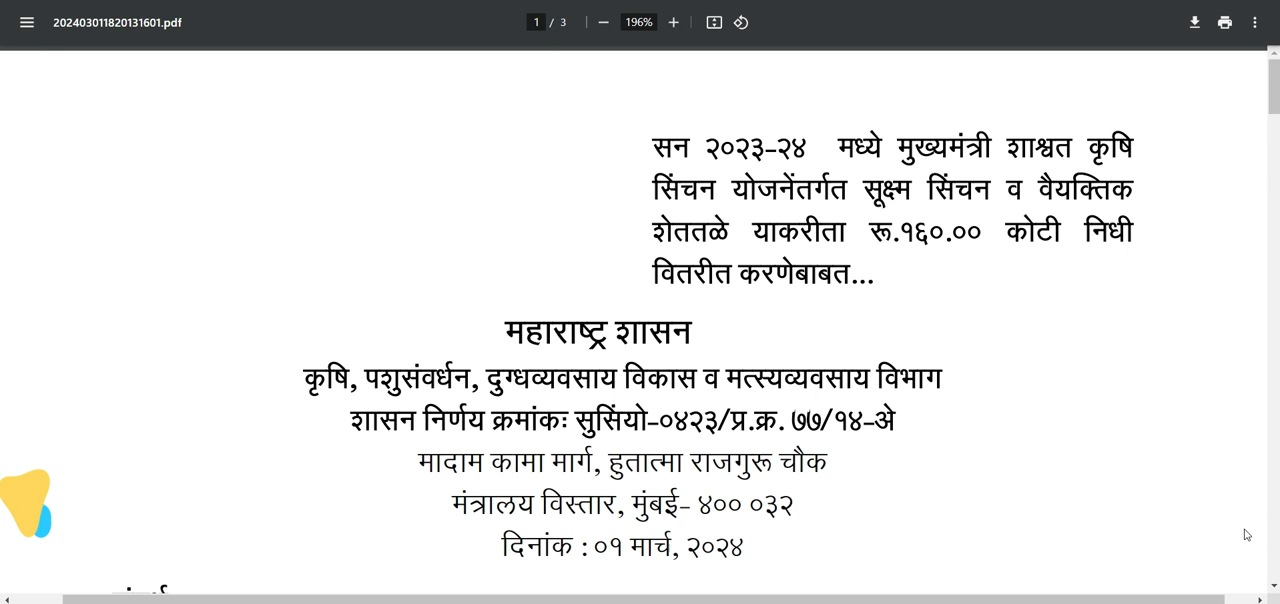 202403011820131601.pdf
1 / 3
196%
सन २०२३-२४ मध्ये मुख्यमंत्री शाश्वत कृषि
सिंचन योजनेंतर्गत सूक्ष्म सिंचन व वैयक्तिक
शेततळे याकरीता रू.१६०.०० कोटी निधी
वितरीत करणेबाबत...
महाराष्ट्र शासन
कृषि, पशुसंवर्धन, दुग्धव्यवसाय विकास व मत्स्यव्यवसाय विभाग
शासन निर्णय क्रमांकः सुसिंयो-०४२३/प्र.क्र. ७७/१४-अे
मादाम कामा मार्ग, हुतात्मा राजगुरू चौक
मंत्रालय विस्तार, मुंबई- ४०० ०३२
दिनांक : ०१ मार्च, २०२४